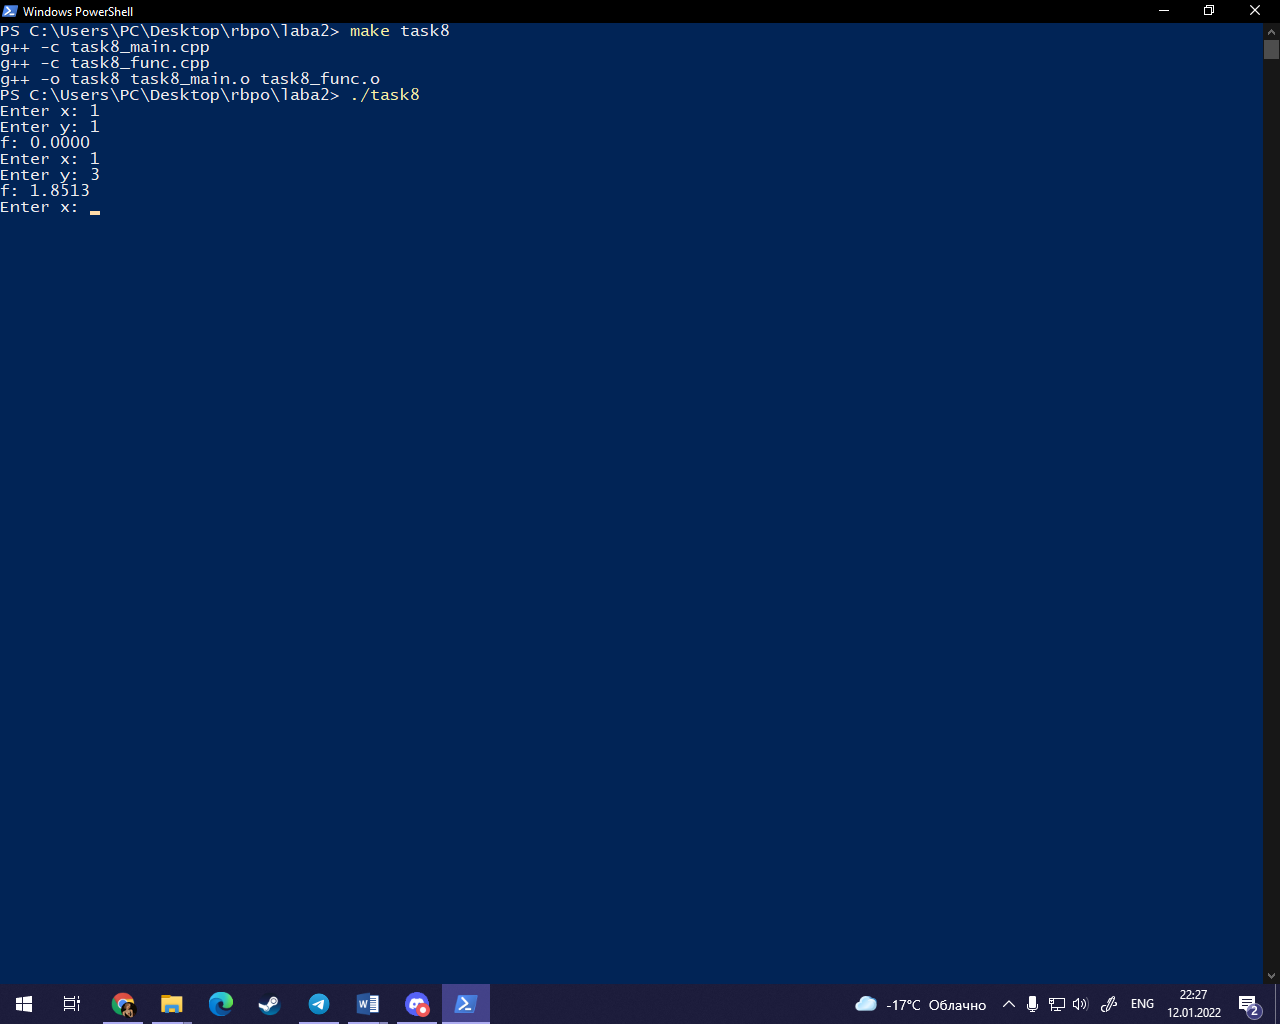 Windows PowerShell
PS C:\Users\PC\Desktop\rbpo\laba2> make task8
g++ -c task8_main.cpp
g++ -c task8_func.cpp
g++ -o task8 task8_main.o task8_func.o
PS C:\Users\PC\Desktop\rbpo\laba2> ./task8
Enter x: 1
Enter y: 1
f: 0.0000
Enter x: 1
Enter y: 3
f: 1.8513
Enter x:
-17°C Облачно
ENG
22:27
12.01.2022
2